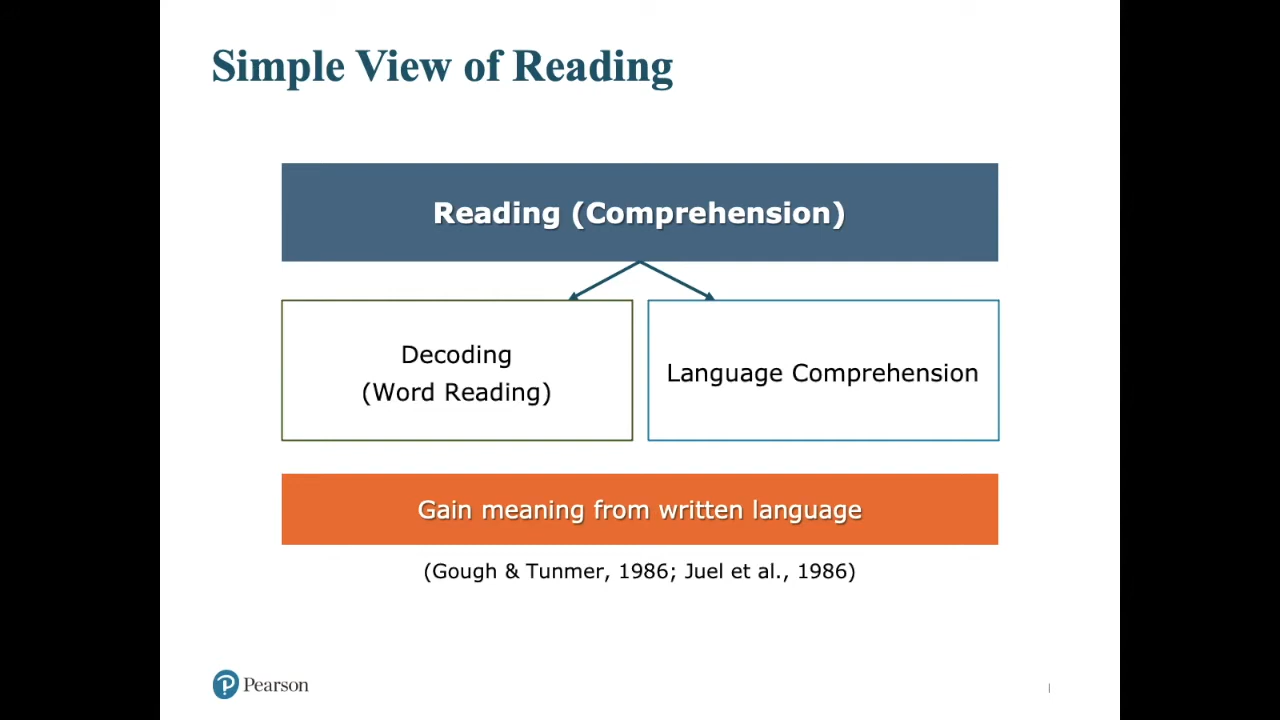 Simple View of Reading
Reading (Comprehension)
Decoding
(Word Reading)
Language Comprehension
Gain meaning from written language
(Gough & Tunmer, 1986; Juel et al., 1986)
Pearson